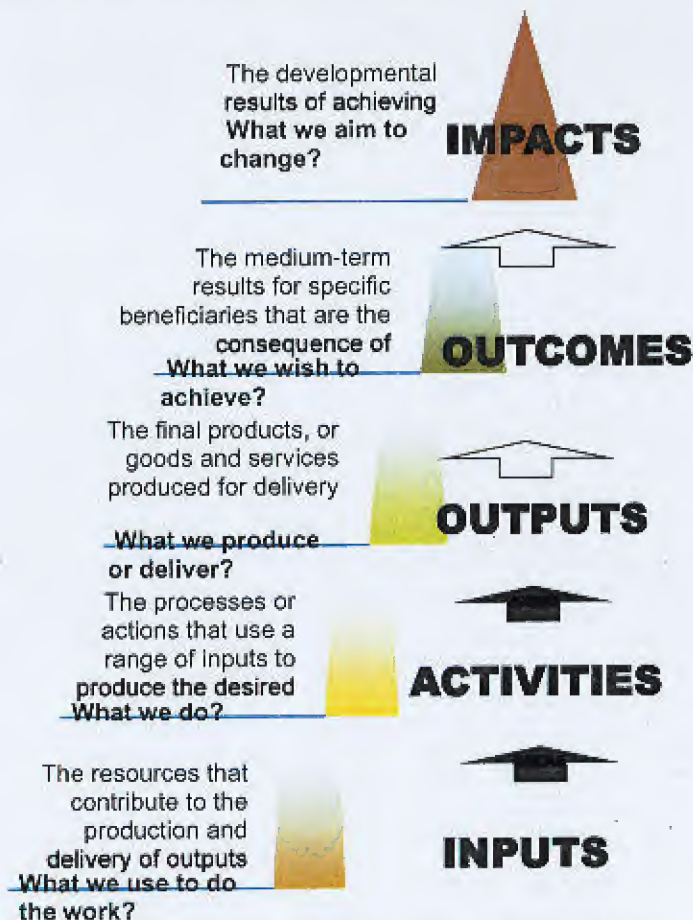 The developmental
results of achieving
What we aim to
change?
IMPACTS
The medium-term
results for specific
beneficiaries that are the
consequence of
What we wish to
achieve?
OUTCOMES
The final products, or
goods and services
produced for delivery
What we produce
or deliver?
OUTPUTS
The processes or
actions that use a
range of inputs to
produce the desired
What we do?
ACTIVITIES
The resources that
contribute to the
production and
delivery of outputs
What we use to do
the work?
INPUTS